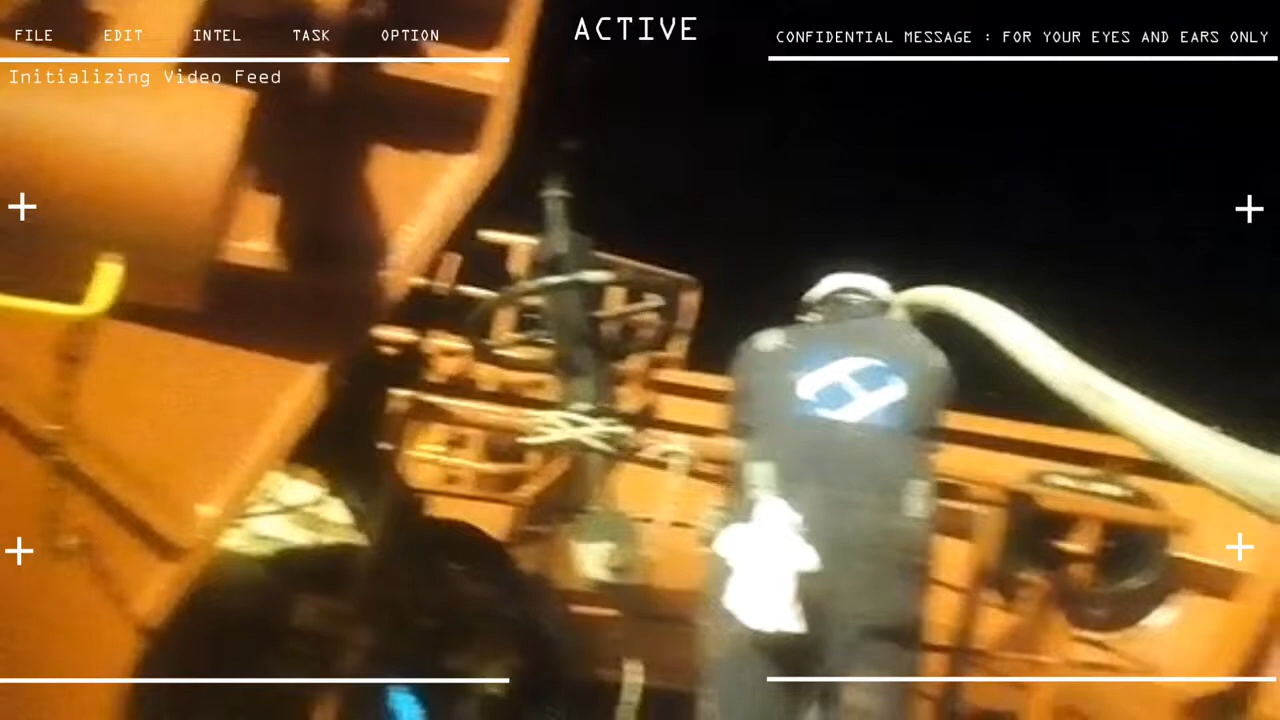 FILE EDIT INTEL TASK OPTION
ACTIVE
CONFIDENTIAL MESSAGE : FOR YOUR EYES AND EARS ONLY
Initializing Video Feed